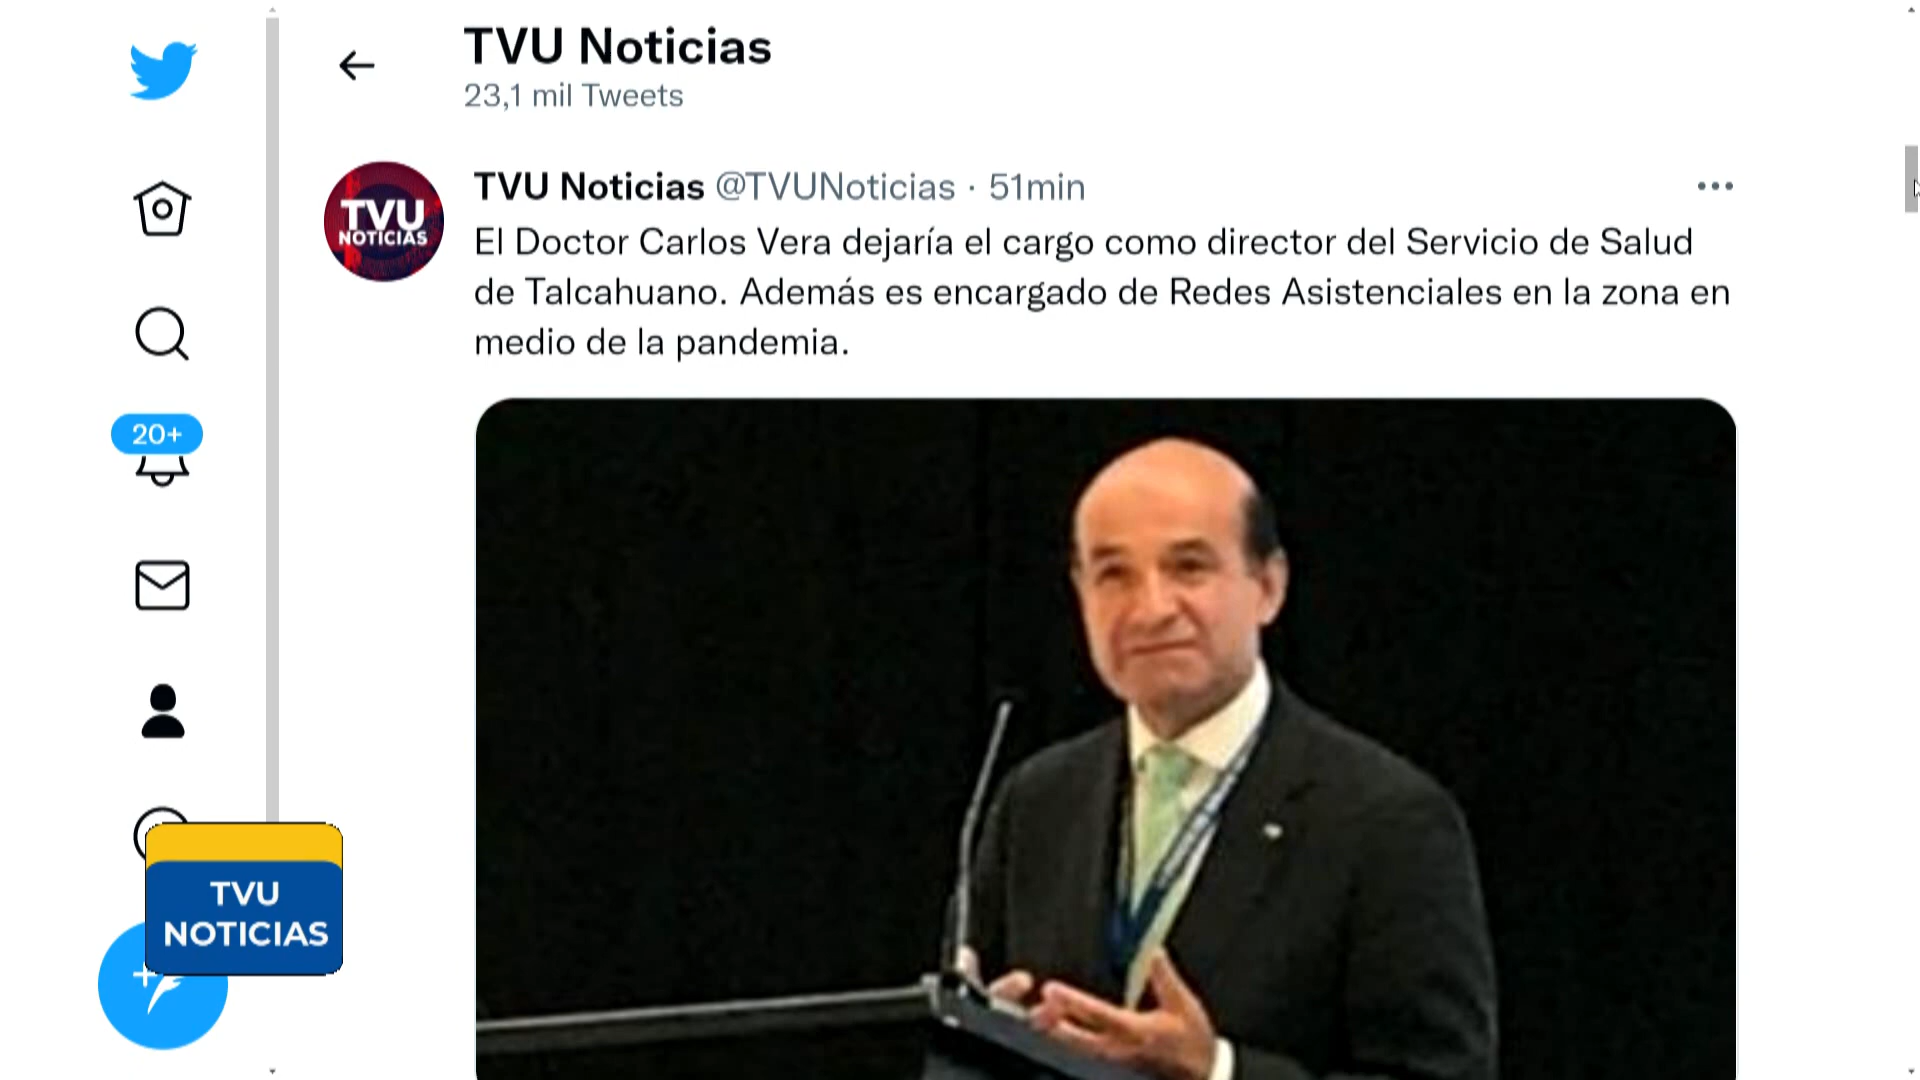 TVU Noticias
23,1 mil Tweets
TVU
NOTICIAS
TVU Noticias @TVUNoticias · 51min
El Doctor Carlos Vera dejaría el cargo como director del Servicio de Salud
de Talcahuano. Además es encargado de Redes Asistenciales en la zona en
medio de la pandemia.
20+
TVU
NOTICIAS